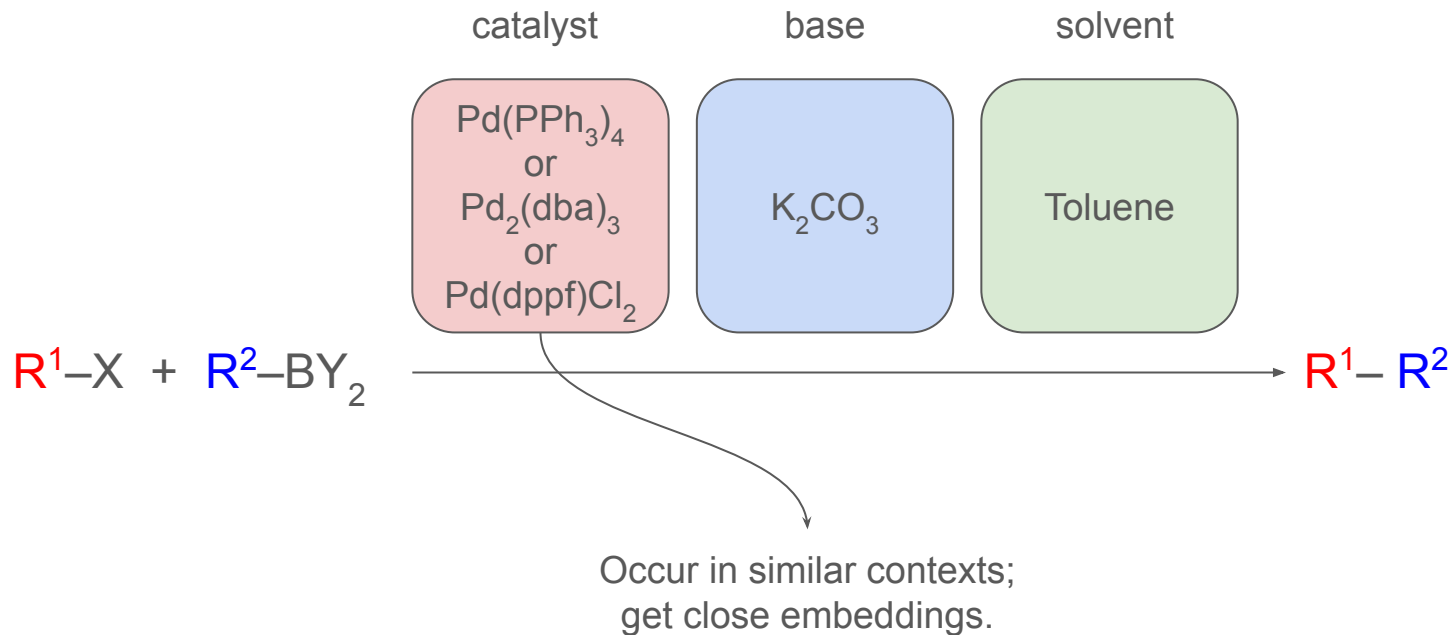 catalyst base solvent
Pd(PPh₃)₄
or
Pd₂(dba)₃
or
Pd(dppf)Cl₂
K₂CO₃
Toluene
R¹–X + R²–BY₂
R¹– R²
Occur in similar contexts;
get close embeddings.